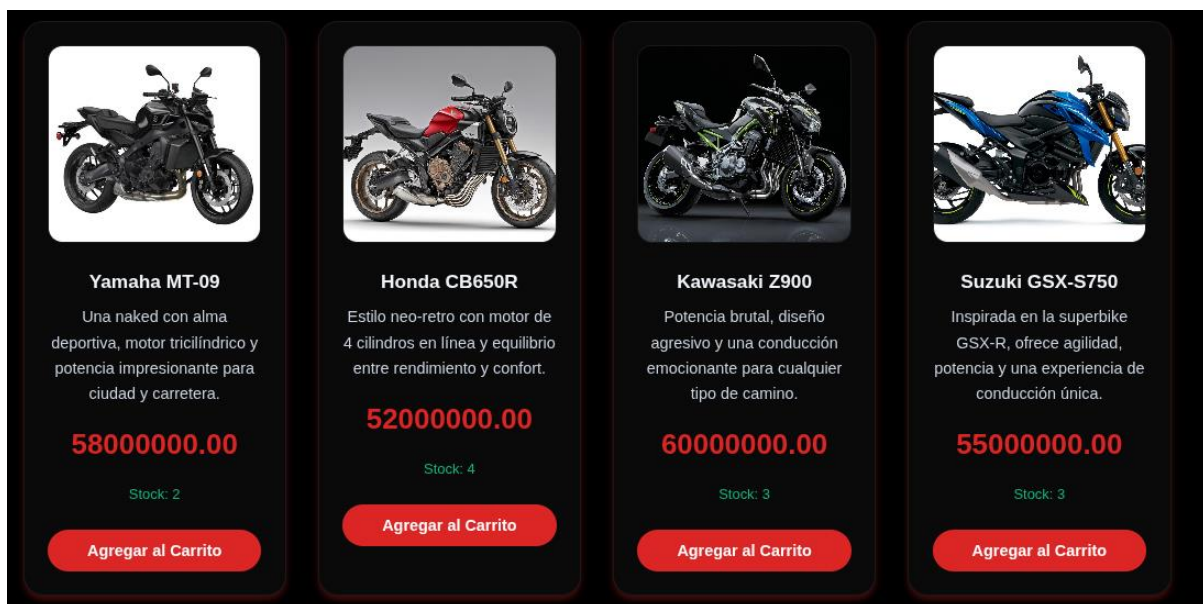 Yamaha MT-09
Una naked con alma
deportiva, motor tricilíndrico y
potencia impresionante para
ciudad y carretera.
58000000.00
Stock: 2
Agregar al Carrito
Honda CB650R
Estilo neo-retro con motor de
4 cilindros en línea y equilibrio
entre rendimiento y confort.
52000000.00
Stock: 4
Agregar al Carrito
Kawasaki Z900
Potencia brutal, diseño
agresivo y una conducción
emocionante para cualquier
tipo de camino.
60000000.00
Stock: 3
Agregar al Carrito
Suzuki GSX-S750
Inspirada en la superbike
GSX-R, ofrece agilidad,
potencia y una experiencia de
conducción única.
55000000.00
Stock: 3
Agregar al Carrito